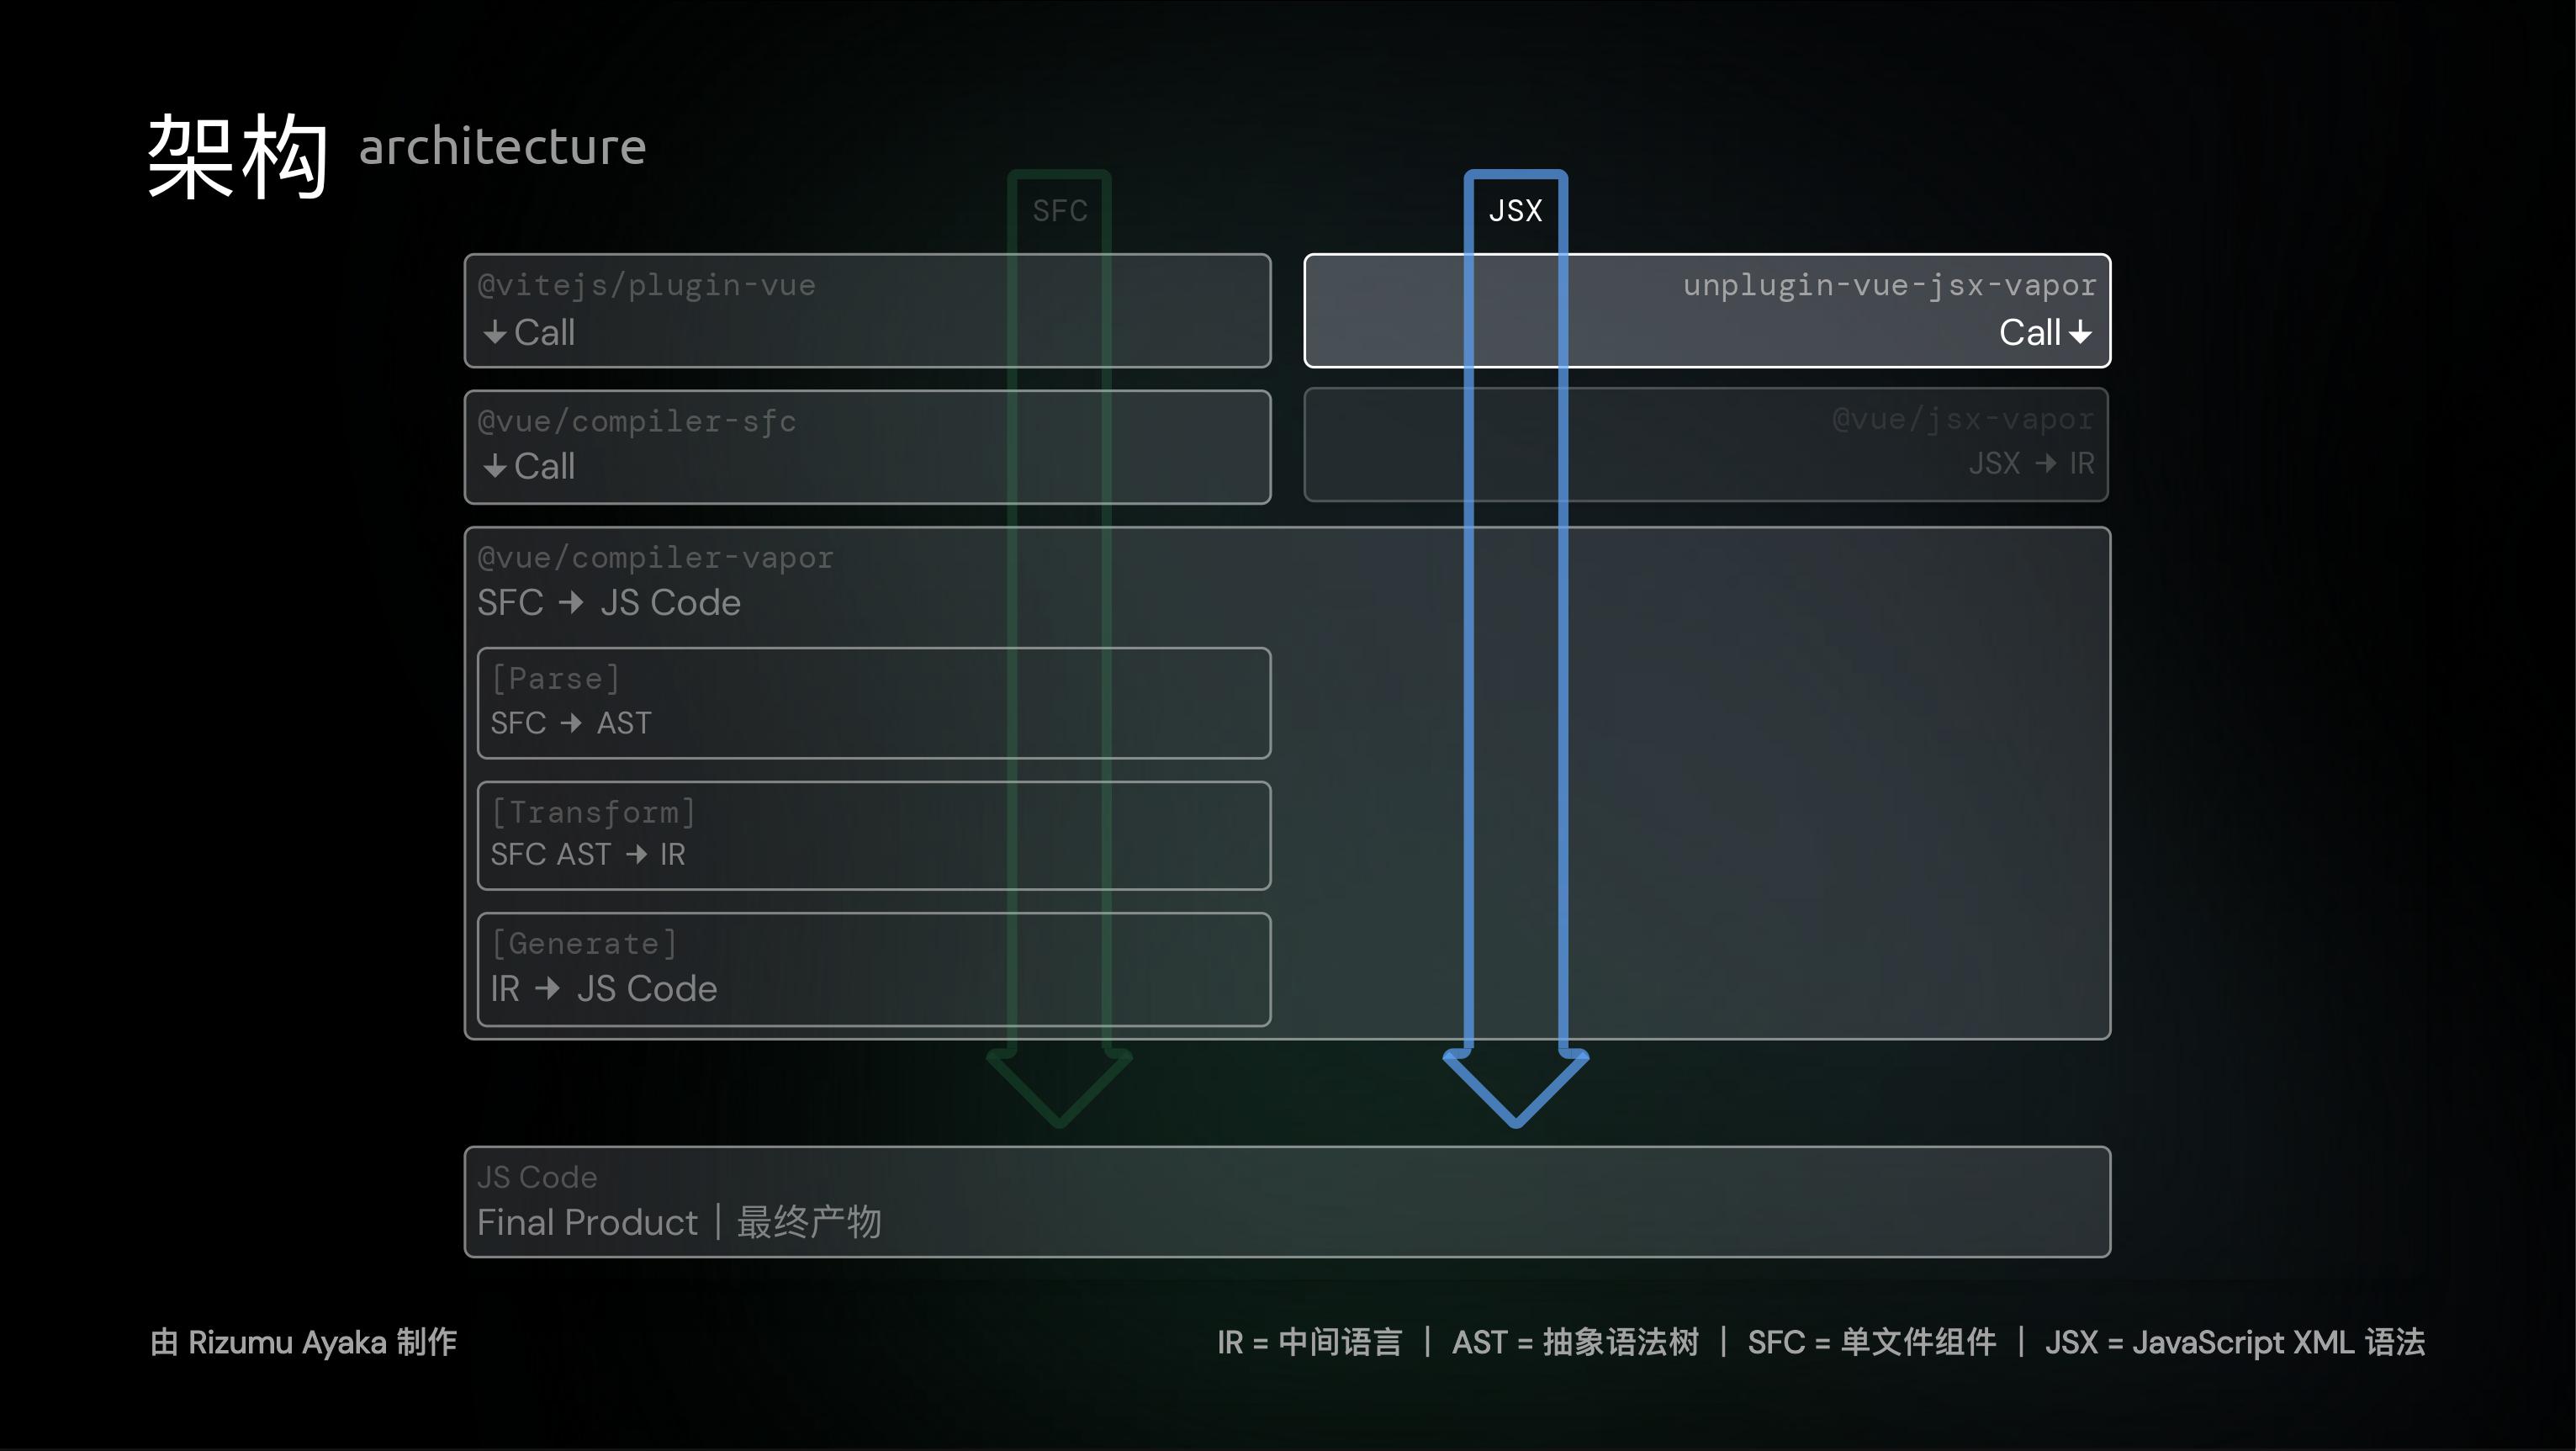 架构 architecture
SFC
JSX
@vitejs/plugin-vue
↓ Call
unplugin-vue-jsx-vapor
Call ↓
@vue/compiler-sfc
↓ Call
@vue/jsx-vapor
JSX → IR
@vue/compiler-vapor
SFC → JS Code
[Parse]
SFC → AST
[Transform]
SFC AST → IR
[Generate]
IR → JS Code
JS Code
Final Product | 最终产物
由 Rizumu Ayaka 制作
IR = 中间语言 | AST = 抽象语法树 | SFC = 单文件组件 | JSX = JavaScript XML 语法